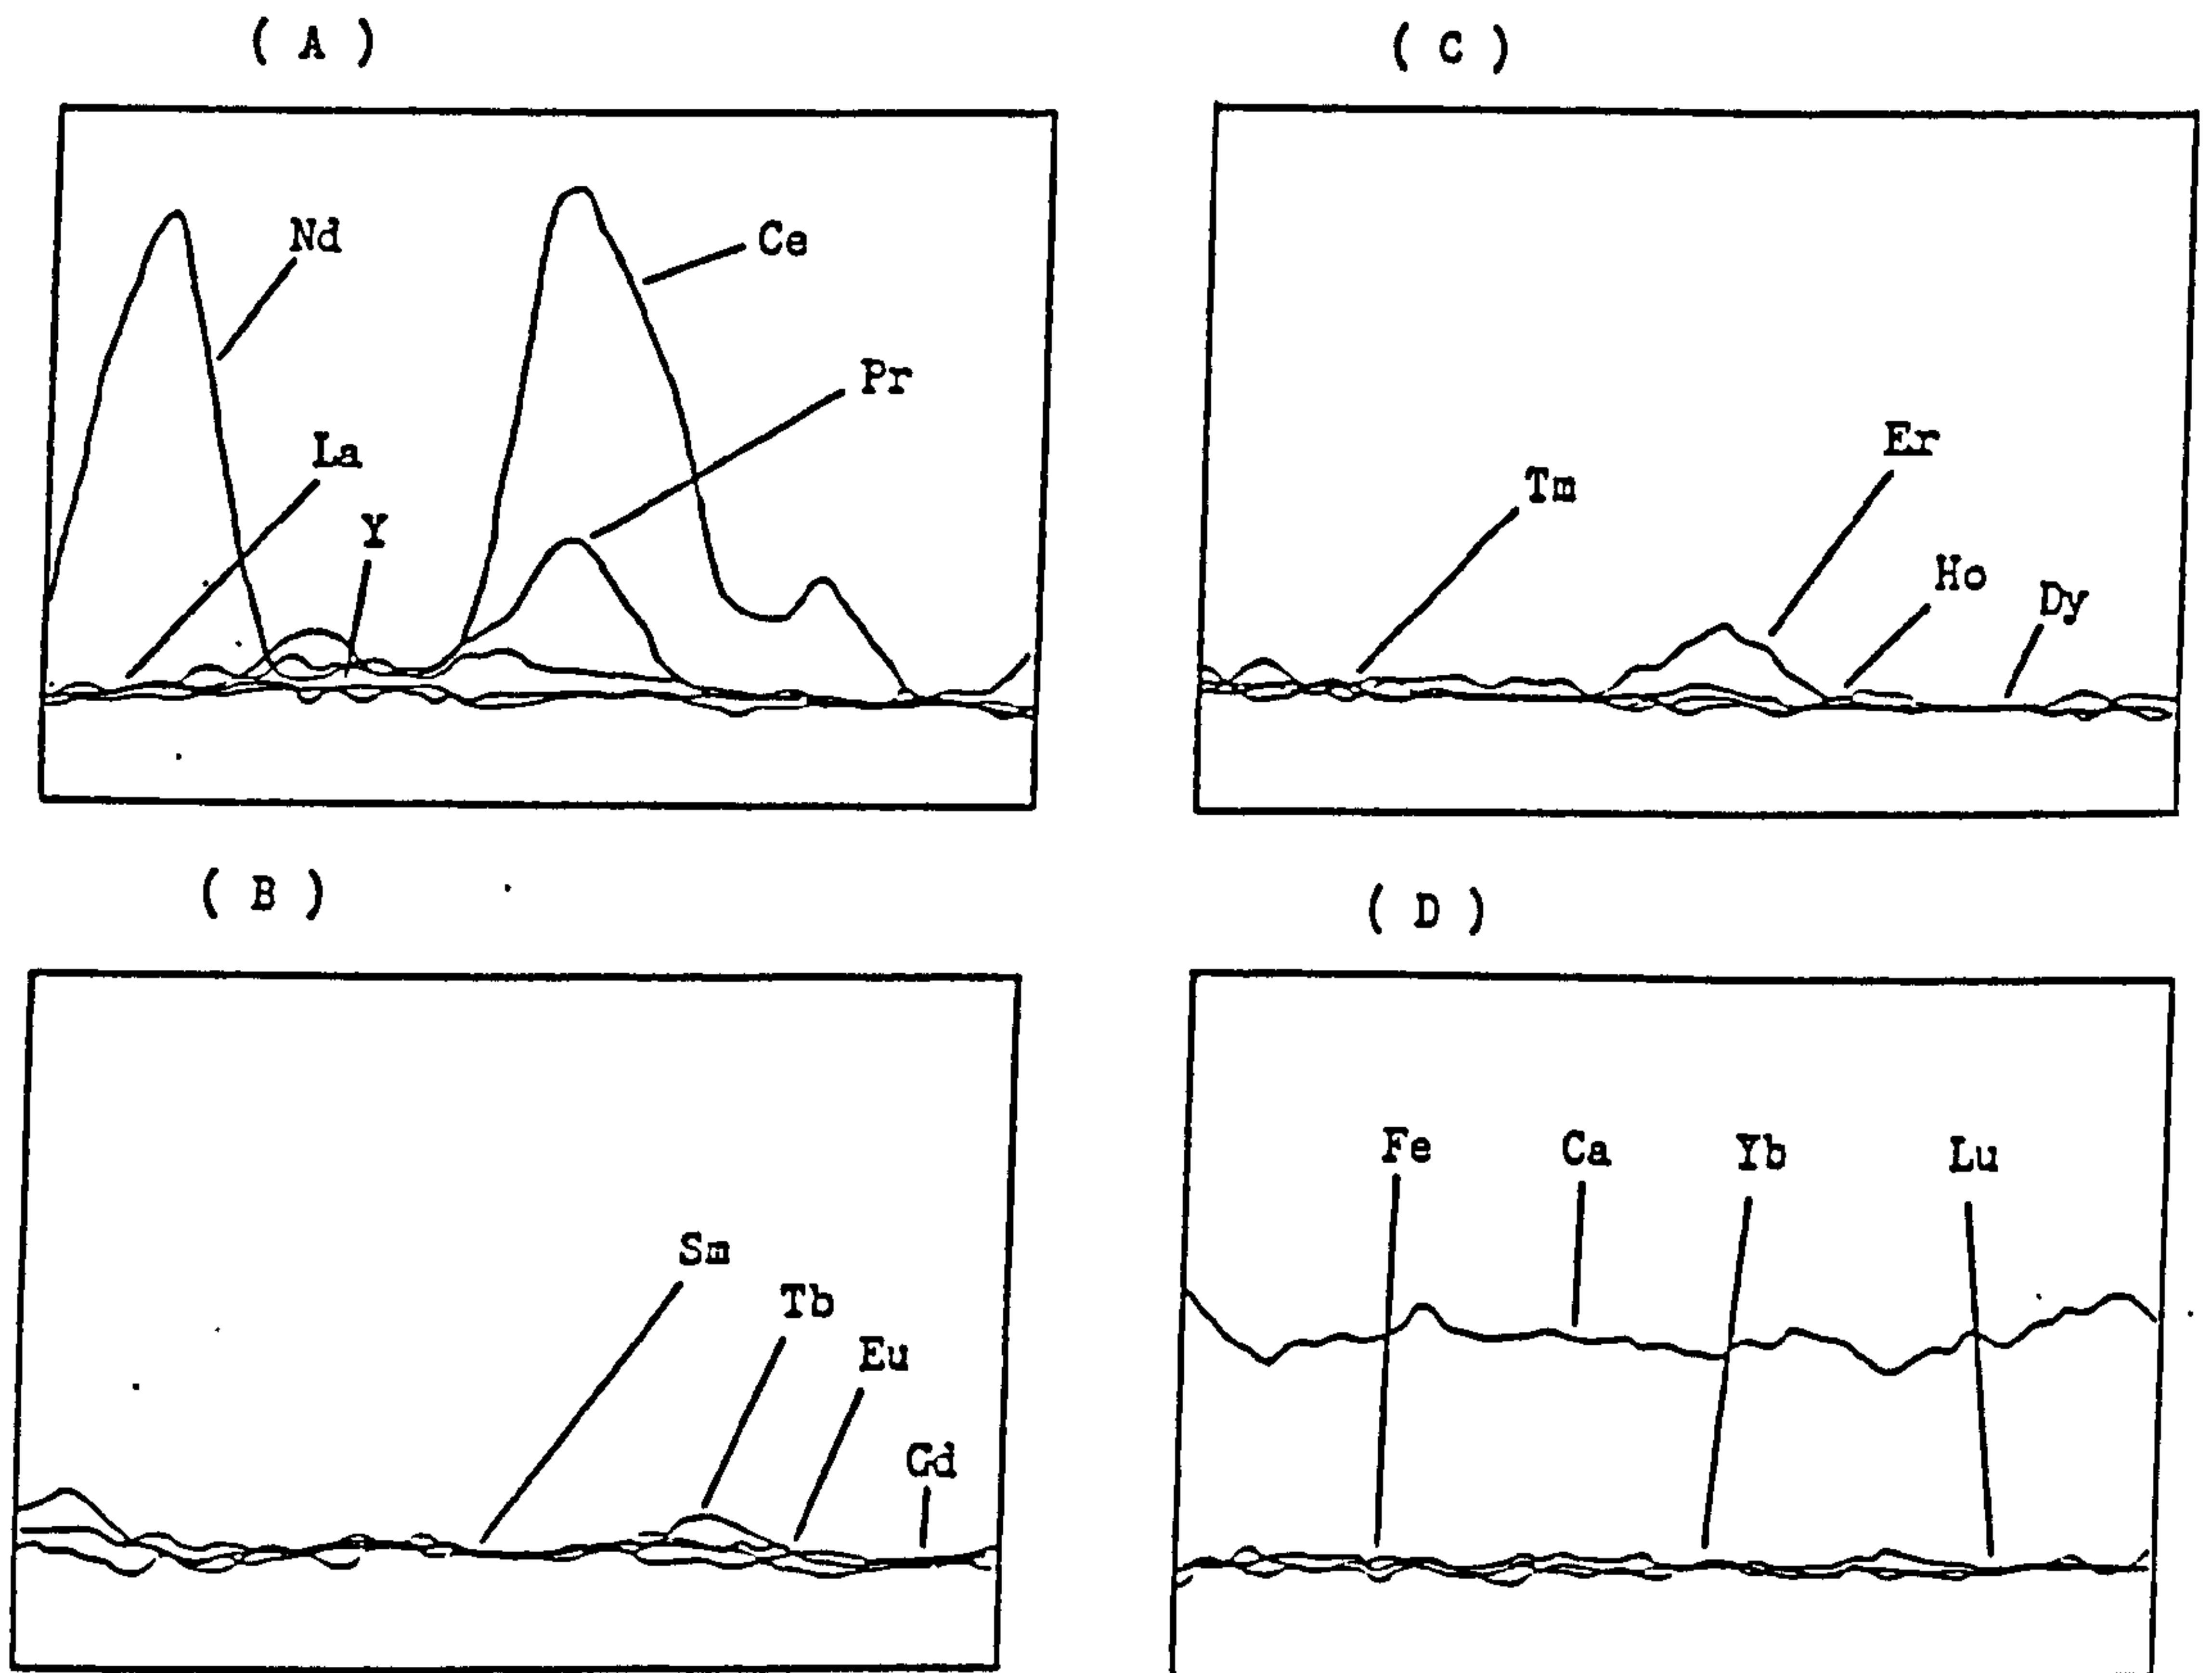 ( A )
Nd
Ce
Pr
La
Y
( C )
Er
Tm
Ho
Dy
( B )
Sm
Tb
Eu
Gd
( D )
Fe Ca Yb Lu